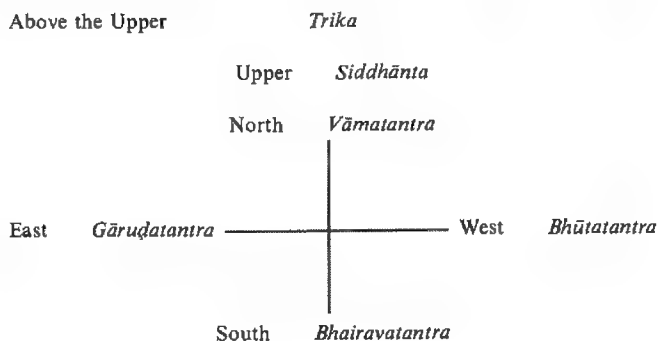 Above the Upper Trika
Upper Siddhānta
North Vāmatantra
East Gāruḍatantra West Bhūtatantra
South Bhairavatantra